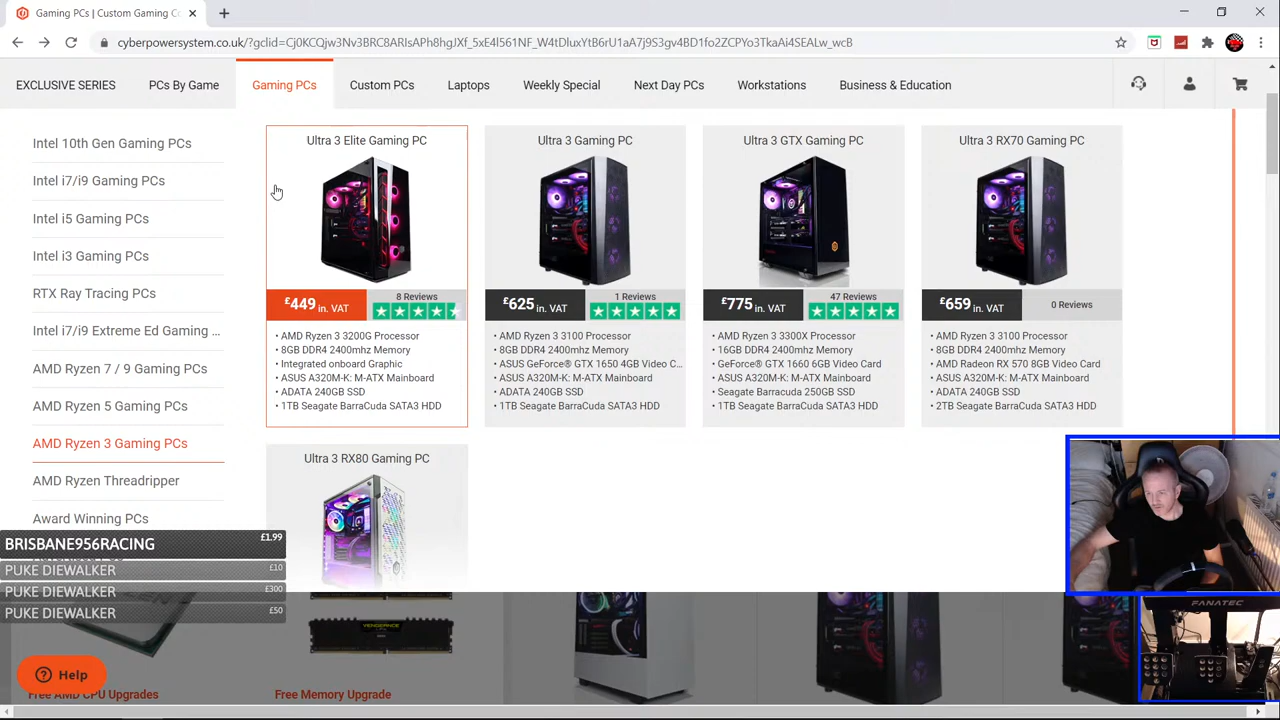 Gaming PCs | Custom Gaming Co
cyberpowersystem.co.uk/?gclid=Cj0KCQjw3Nv3BRC8ARIsAPh8hgJXf_5kE4l561NF_W4tDluxYtB6rU1aA7j9S3gv4BD1fo2ZCPYo3TkaAi4SEALw_wcB
EXCLUSIVE SERIES
PCs By Game
Gaming PCs
Custom PCs
Laptops
Weekly Special
Next Day PCs
Workstations
Business & Education
Intel 10th Gen Gaming PCs
Intel i7/i9 Gaming PCs
Intel i5 Gaming PCs
Intel i3 Gaming PCs
RTX Ray Tracing PCs
Intel i7/i9 Extreme Ed Gaming ...
AMD Ryzen 7 / 9 Gaming PCs
AMD Ryzen 5 Gaming PCs
AMD Ryzen 3 Gaming PCs
AMD Ryzen Threadripper
Award Winning PCs
Ultra 3 Elite Gaming PC
£449 in. VAT
8 Reviews
• AMD Ryzen 3 3200G Processor
• 8GB DDR4 2400mhz Memory
• Integrated onboard Graphic
• ASUS A320M-K: M-ATX Mainboard
• ADATA 240GB SSD
• 1TB Seagate BarraCuda SATA3 HDD
Ultra 3 Gaming PC
£625 in. VAT
1 Reviews
• AMD Ryzen 3 3100 Processor
• 8GB DDR4 2400mhz Memory
• ASUS GeForce® GTX 1650 4GB Video C...
• ASUS A320M-K: M-ATX Mainboard
• ADATA 240GB SSD
• 1TB Seagate BarraCuda SATA3 HDD
Ultra 3 GTX Gaming PC
£775 in. VAT
47 Reviews
• AMD Ryzen 3 3300X Processor
• 16GB DDR4 2400mhz Memory
• GeForce® GTX 1660 6GB Video Card
• ASUS A320M-K: M-ATX Mainboard
• Seagate Barracuda 250GB SSD
• 1TB Seagate BarraCuda SATA3 HDD
Ultra 3 RX70 Gaming PC
£659 in. VAT
0 Reviews
• AMD Ryzen 3 3100 Processor
• 8GB DDR4 2400mhz Memory
• AMD Radeon RX 570 8GB Video Card
• ASUS A320M-K: M-ATX Mainboard
• ADATA 240GB SSD
• 2TB Seagate BarraCuda SATA3 HDD
Ultra 3 RX80 Gaming PC
BRISBANE956RACING £1.99
PUKE DIEWALKER £10
PUKE DIEWALKER £300
PUKE DIEWALKER £50
FANATEC
VENGEANCE
Help
Free AMD CPU Upgrades
Free Memory Upgrade